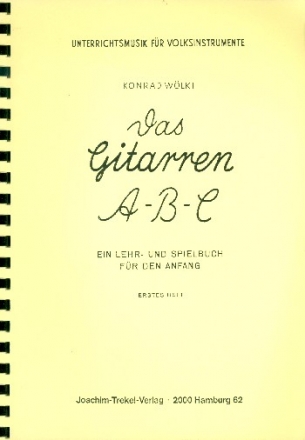 UNTERRICHTSMUSIK FÜR VOLKSINSTRUMENTE
KONRAD WÖLKI
Das
Gitarren
A-B-C
EIN LEHR- UND SPIELBUCH
FÜR DEN ANFANG
ERSTES HEFT
Joachim-Trekel-Verlag · 2000 Hamburg 62